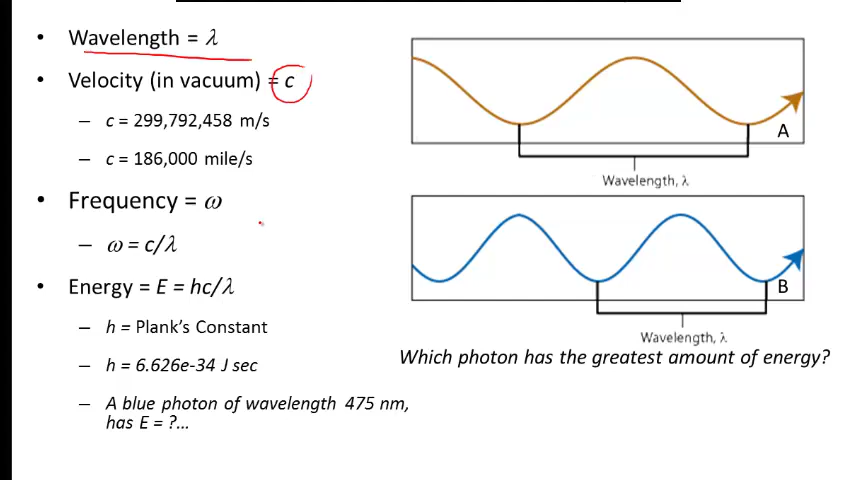 • Wavelength = λ
• Velocity (in vacuum) = c
– c = 299,792,458 m/s
– c = 186,000 mile/s
• Frequency = ω
– ω = c/λ
• Energy = E = hc/λ
– h = Plank's Constant
– h = 6.626e-34 J sec
– A blue photon of wavelength 475 nm,
has E = ?...
A
Wavelength, λ
B
Wavelength, λ
Which photon has the greatest amount of energy?